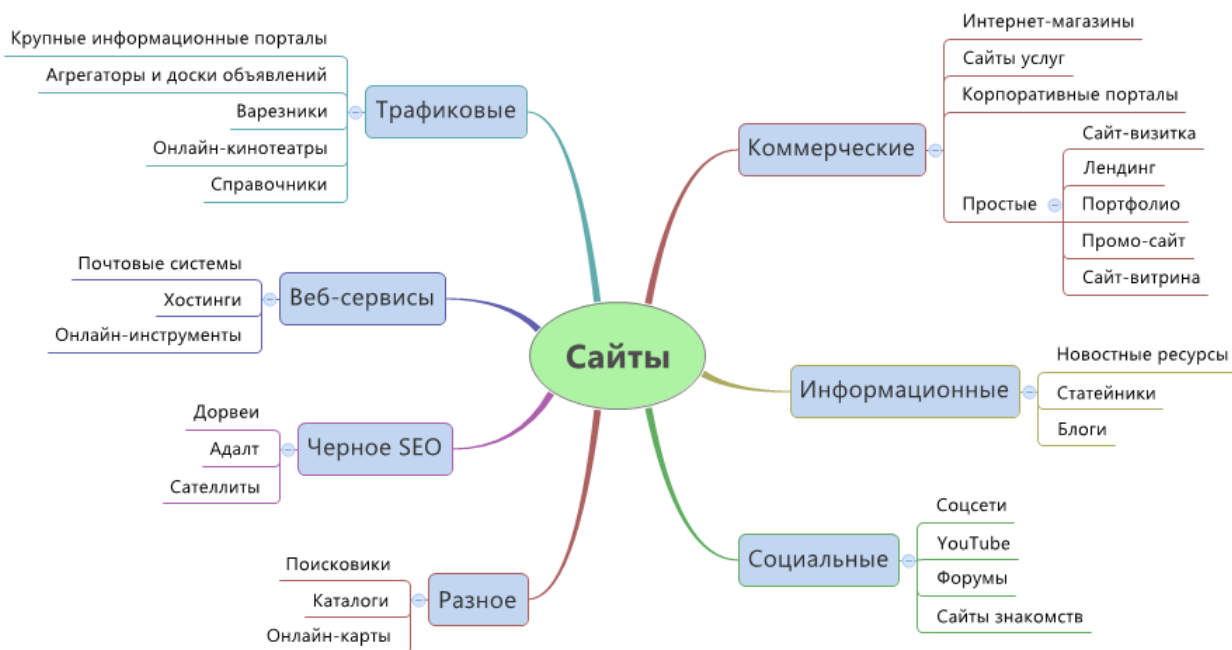 Сайты
Трафиковые
Крупные информационные порталы
Агрегаторы и доски объявлений
Варезники
Онлайн-кинотеатры
Справочники
Веб-сервисы
Почтовые системы
Хостинги
Онлайн-инструменты
Черное SEO
Дорвеи
Адалт
Сателлиты
Разное
Поисковики
Каталоги
Онлайн-карты
Коммерческие
Интернет-магазины
Сайты услуг
Корпоративные порталы
Простые
Сайт-визитка
Лендинг
Портфолио
Промо-сайт
Сайт-витрина
Информационные
Новостные ресурсы
Статейники
Блоги
Социальные
Соцсети
YouTube
Форумы
Сайты знакомств